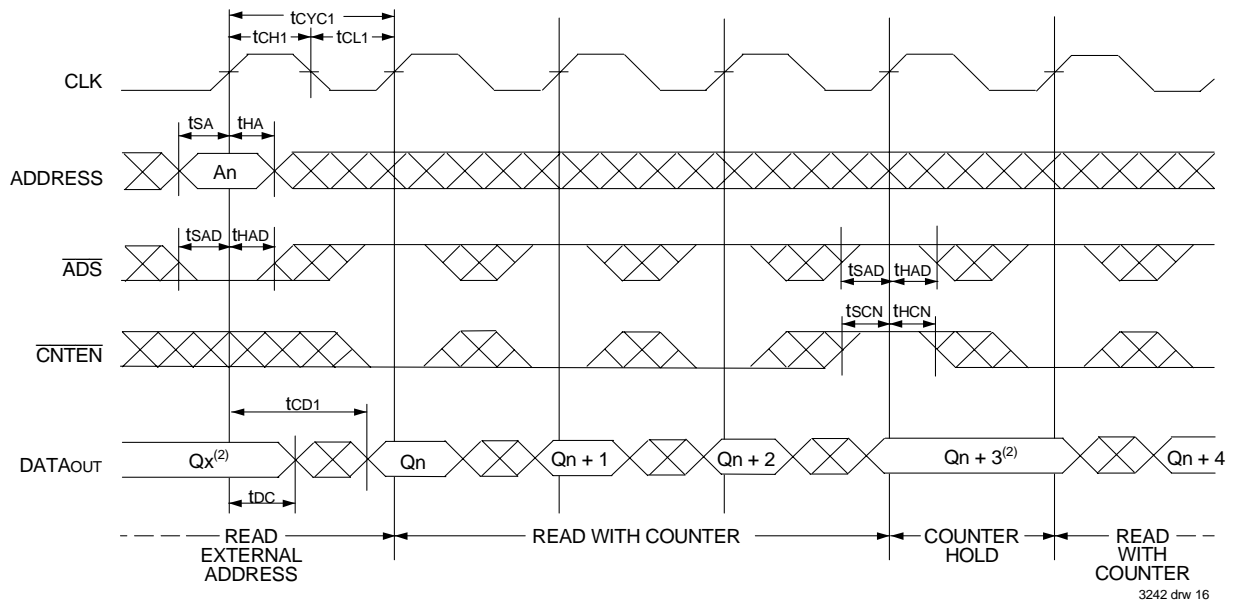 tCYC1
tCH1 tCL1
CLK
tSA tHA
ADDRESS An
tSAD tHAD
ADS
tSAD tHAD
tSCN tHCN
CNTEN
tCD1
DATAOUT Qx(2) Qn Qn + 1 Qn + 2 Qn + 3(2) Qn + 4
tDC
READ EXTERNAL ADDRESS
READ WITH COUNTER
COUNTER HOLD
READ WITH COUNTER
3242 drw 16